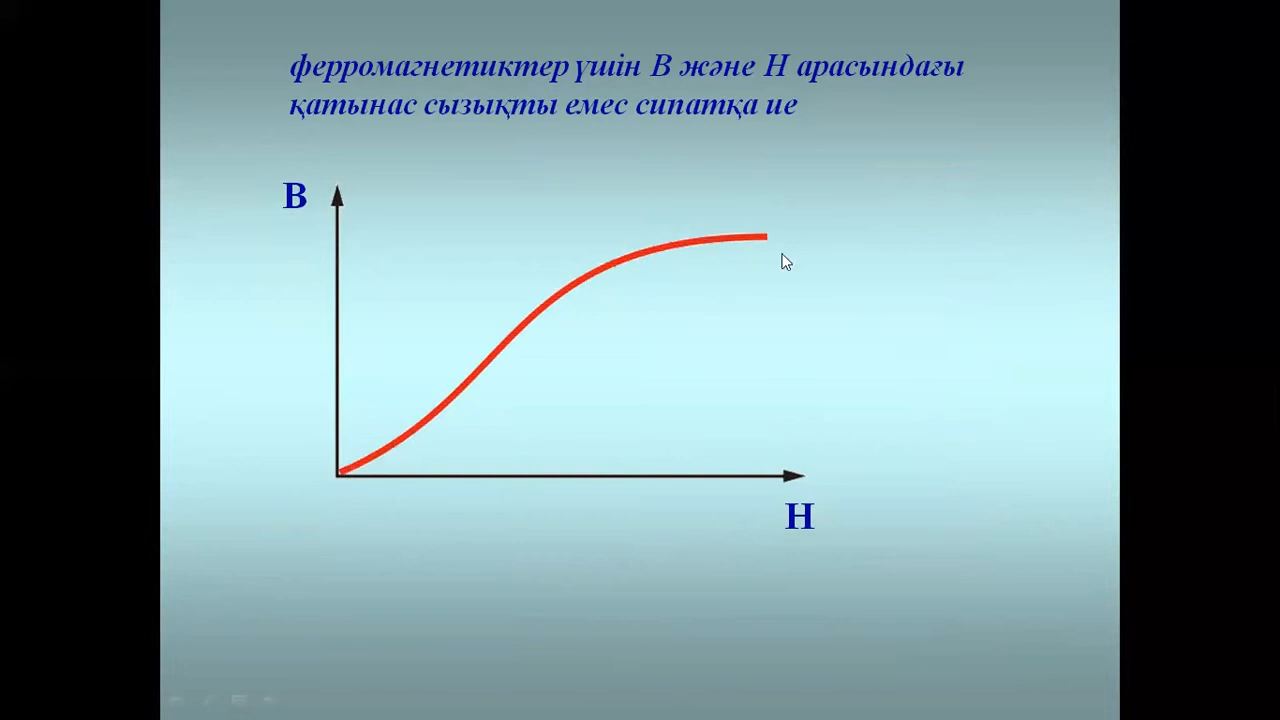 ферромагнетиктер үшін В және Н арасындағы
қатынас сызықты емес сипатқа ие
В
Н